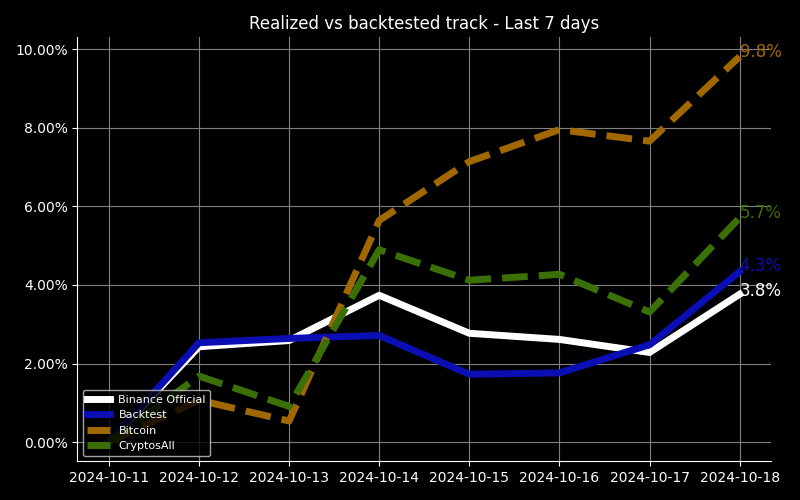 Realized vs backtested track - Last 7 days
10.00%
8.00%
6.00%
4.00%
2.00%
0.00%
9.8%
5.7%
4.3%
3.8%
Binance Official
Backtest
Bitcoin
CryptosAll
2024-10-11 2024-10-12 2024-10-13 2024-10-14 2024-10-15 2024-10-16 2024-10-17 2024-10-18